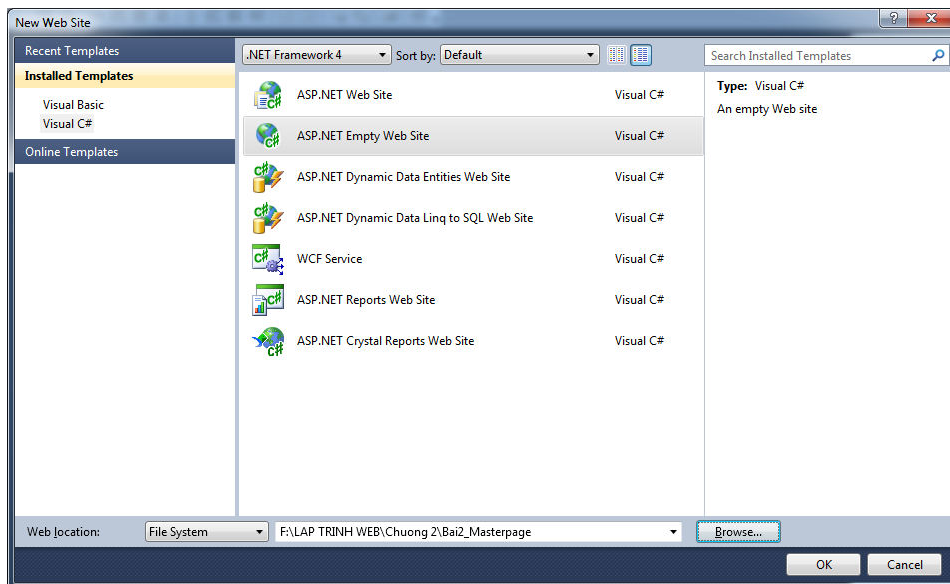 New Web Site
?
Recent Templates
Installed Templates
Visual Basic
Visual C#
Online Templates
.NET Framework 4 Sort by: Default
ASP.NET Web Site Visual C#
ASP.NET Empty Web Site Visual C#
ASP.NET Dynamic Data Entities Web Site Visual C#
ASP.NET Dynamic Data Linq to SQL Web Site Visual C#
WCF Service Visual C#
ASP.NET Reports Web Site Visual C#
ASP.NET Crystal Reports Web Site Visual C#
Search Installed Templates
Type: Visual C#
An empty Web site
Web location: File System F:\LAP TRINH WEB\Chuong 2\Bai2_Masterpage Browse...
OK Cancel